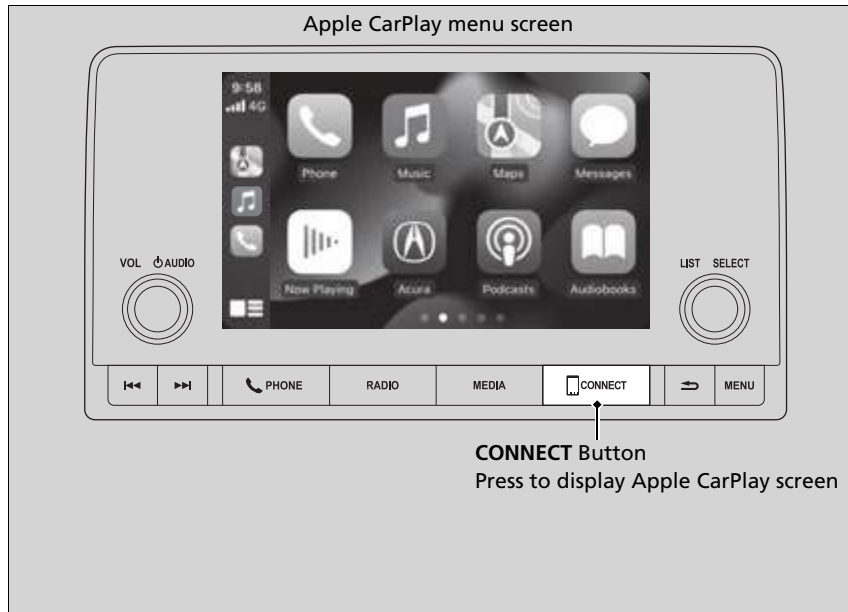 Apple CarPlay menu screen
9:58
4G
Phone
Music
Maps
Messages
Now Playing
Acura
Podcasts
Audiobooks
VOL AUDIO
LIST SELECT
PHONE
RADIO
MEDIA
CONNECT
MENU
CONNECT Button
Press to display Apple CarPlay screen